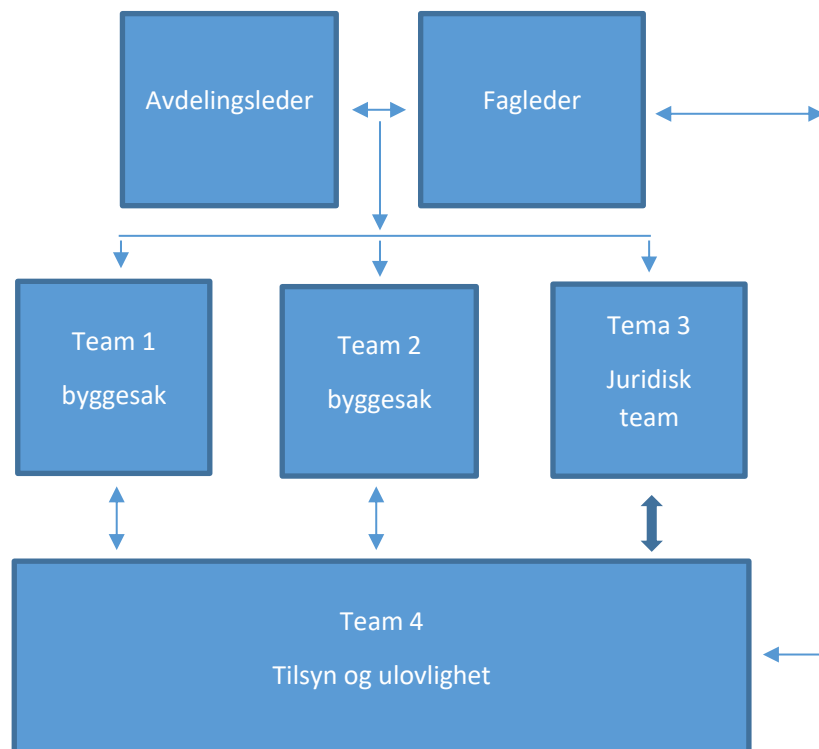 Avdelingsleder
Fagleder
Team 1
byggesak
Team 2
byggesak
Tema 3
Juridisk
team
Team 4
Tilsyn og ulovlighet